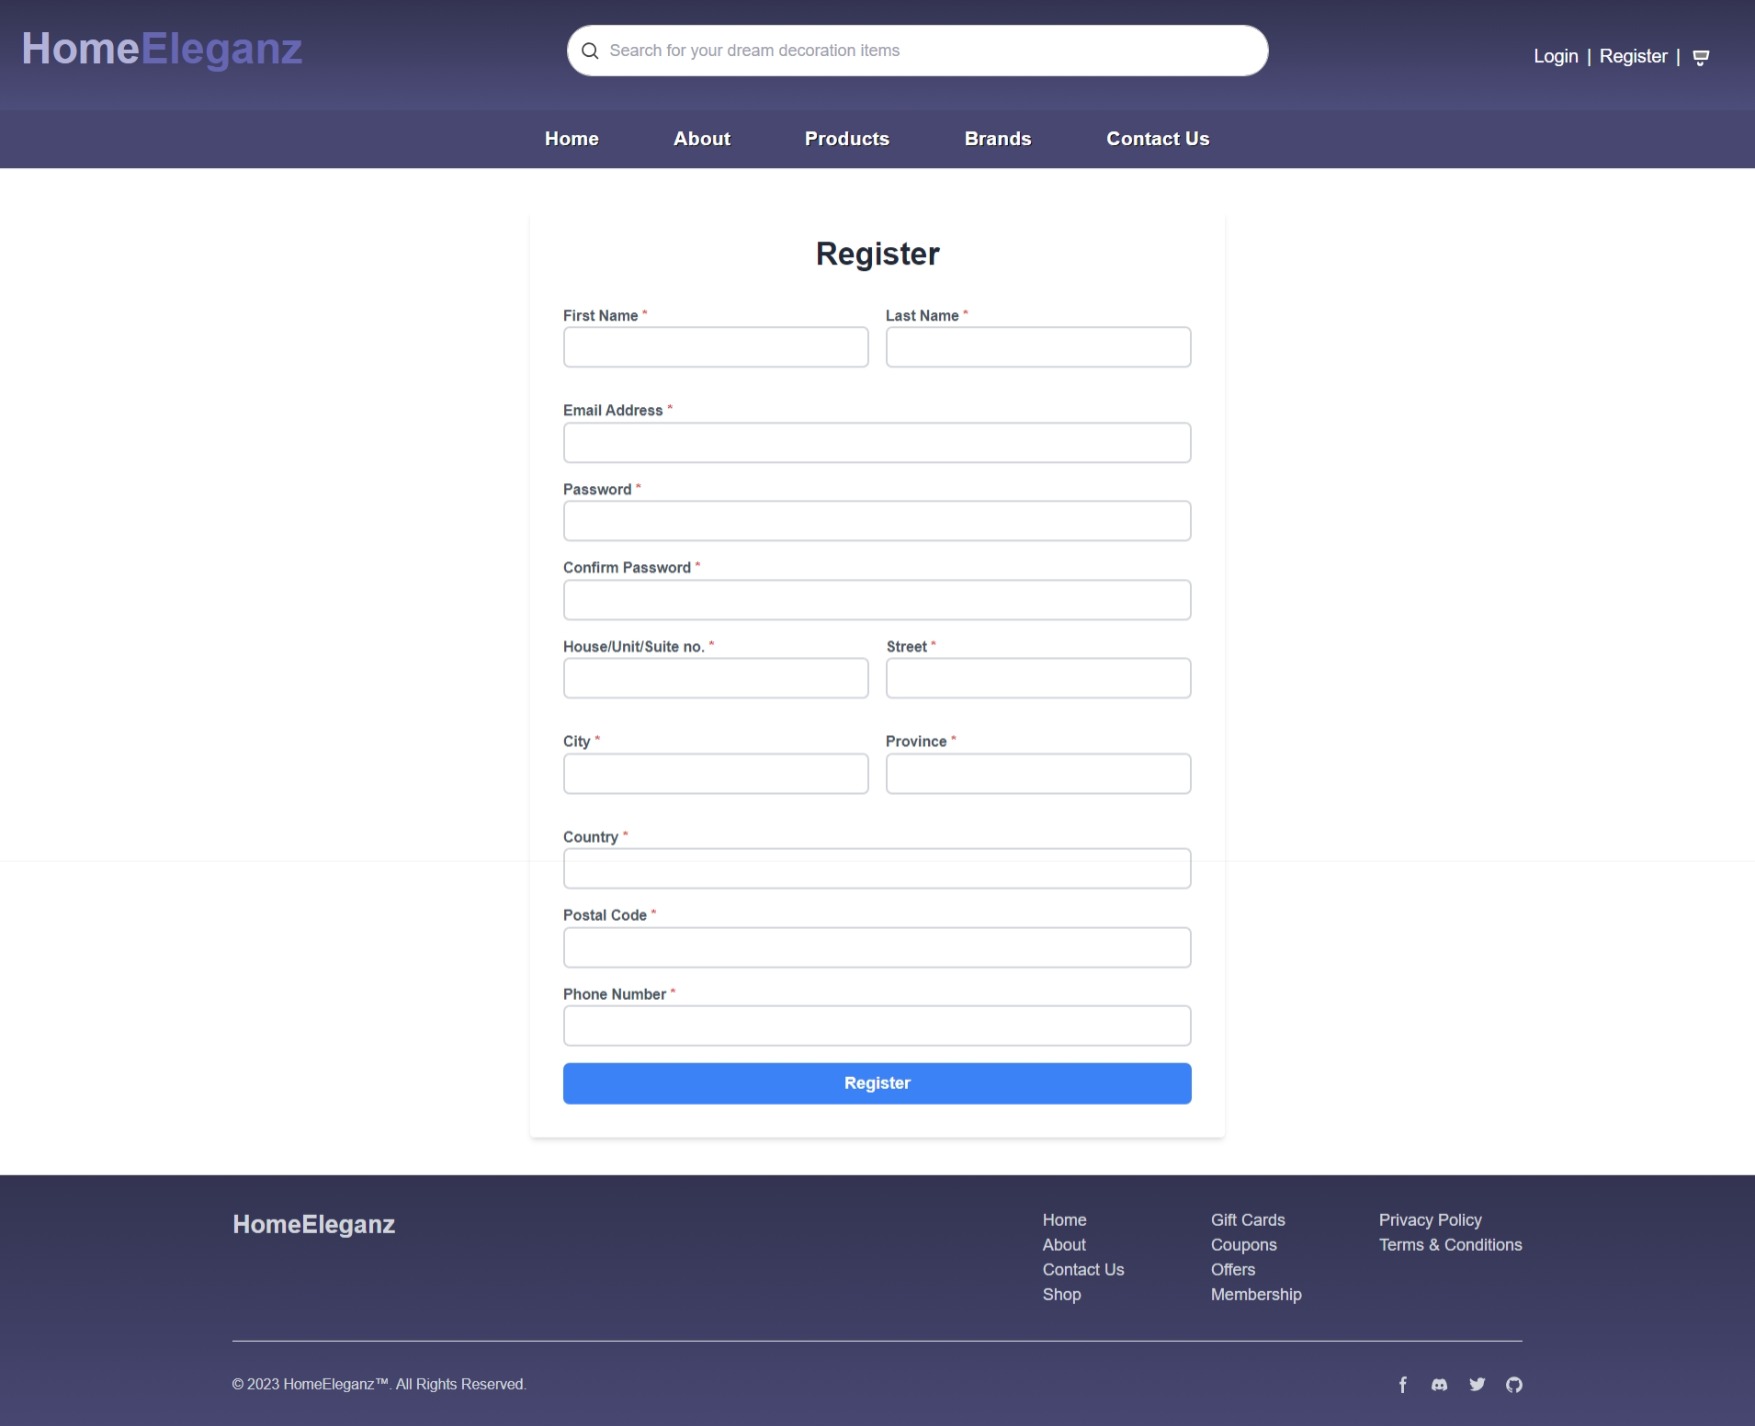 HomeEleganz
Search for your dream decoration items
Login | Register |
Home About Products Brands Contact Us
Register
First Name * Last Name *
Email Address *
Password *
Confirm Password *
House/Unit/Suite no. * Street *
City * Province *
Country *
Postal Code *
Phone Number *
Register
HomeEleganz
Home Gift Cards Privacy Policy
About Coupons Terms & Conditions
Contact Us Offers
Shop Membership
© 2023 HomeEleganz™. All Rights Reserved.